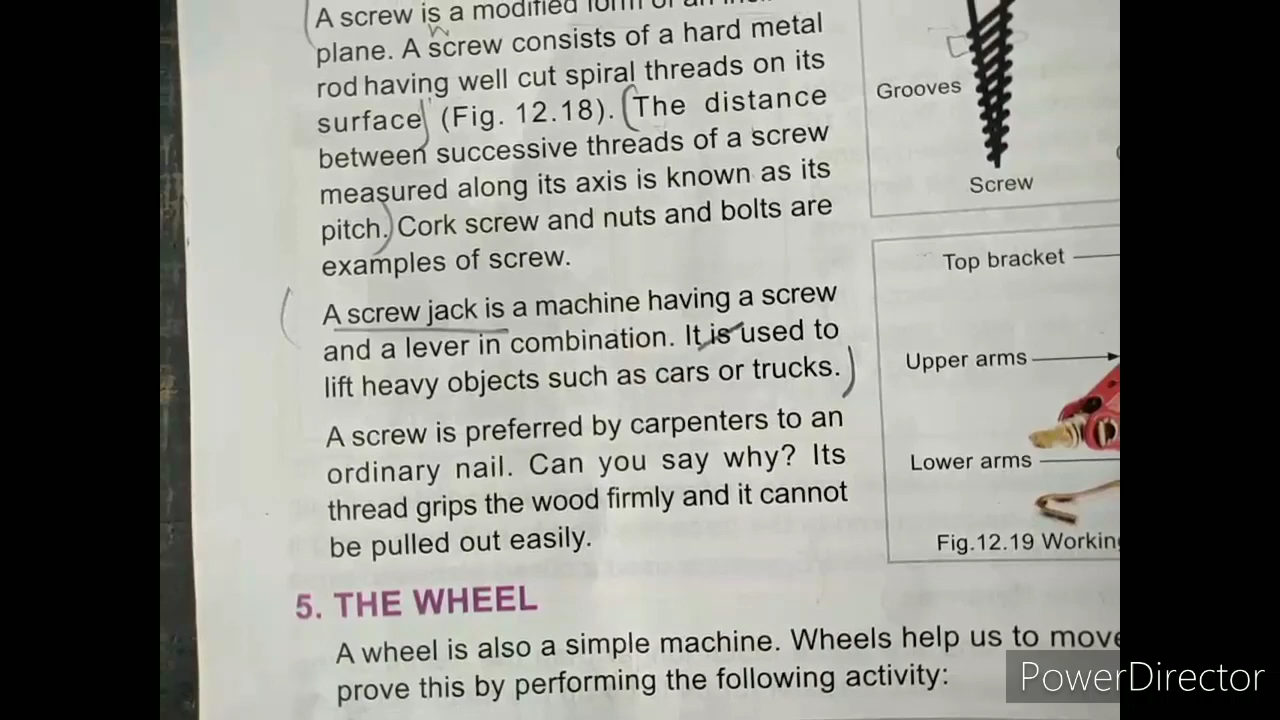 A screw is a modified form of an
plane. A screw consists of a hard metal
rod having well cut spiral threads on its
surface (Fig. 12.18). The distance
between successive threads of a screw
measured along its axis is known as its
pitch. Cork screw and nuts and bolts are
examples of screw.
A screw jack is a machine having a screw
and a lever in combination. It is used to
lift heavy objects such as cars or trucks.
A screw is preferred by carpenters to an
ordinary nail. Can you say why? Its
thread grips the wood firmly and it cannot
be pulled out easily.
5. THE WHEEL
A wheel is also a simple machine. Wheels help us to move
prove this by performing the following activity:
Grooves
Screw
Top bracket
Upper arms
Lower arms
Fig.12.19 Working
PowerDirector